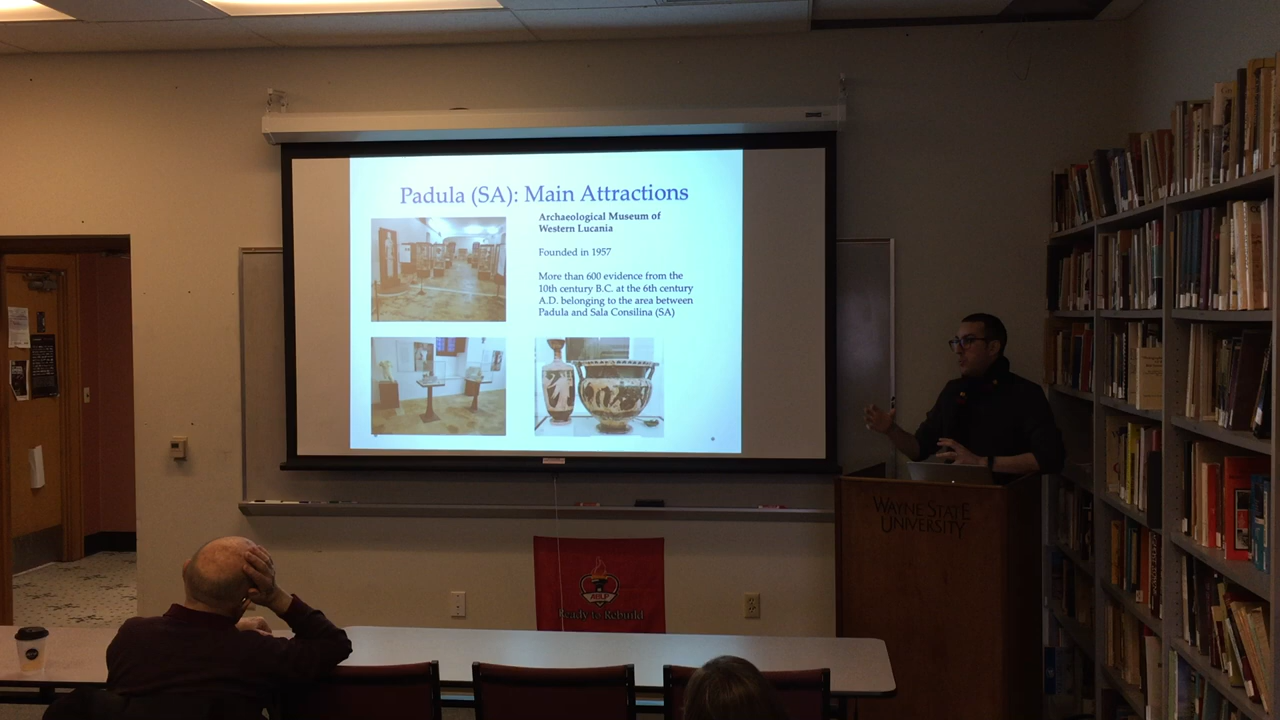 Padula (SA): Main Attractions
Archaeological Museum of
Western Lucania
Founded in 1957
More than 600 evidence from the
10th century B.C. at the 6th century
A.D. belonging to the area between
Padula and Sala Consilina (SA)
WAYNE STATE
UNIVERSITY
Ready to Rebuild